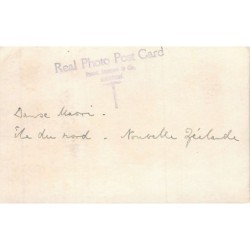 Real Photo Post Card
Danse Maori -
île du nord - Nouvelle Zélande